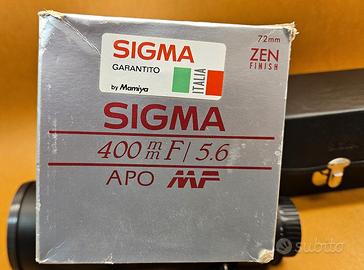 SIGMA
GARANTITO
ITALIA
by Mamiya
72mm
ZEN
FINISH
SIGMA
400mm F/5.6
APO MF
subito